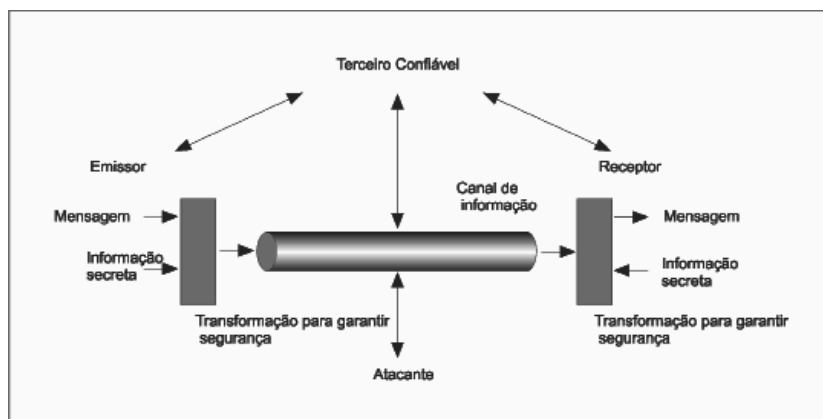 Terceiro Confiável
Emissor
Receptor
Canal de
informação
Mensagem
Mensagem
Informação
secreta
Informação
secreta
Transformação para garantir
segurança
Transformação para garantir
segurança
Atacante